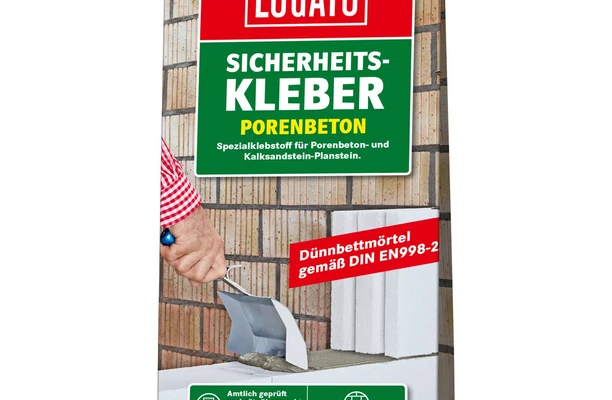 LUGATO
SICHERHEITS-
KLEBER
PORENBETON
Spezialklebstoff für Porenbeton- und
Kalksandstein-Planstein.
Dünnbettmörtel
gemäß DIN EN998-2
Amtlich geprüft